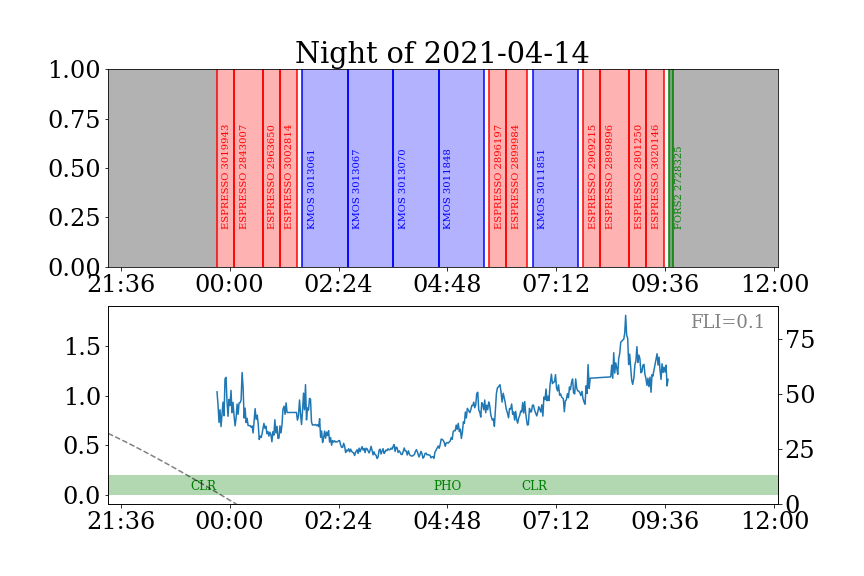 Night of 2021-04-14
1.00
0.75
0.50
0.25
0.00
ESPRESSO 3019943
ESPRESSO 2843007
ESPRESSO 2963650
ESPRESSO 3002814
KMOS 3013061
KMOS 3013067
KMOS 3013070
KMOS 3011848
ESPRESSO 2896197
ESPRESSO 2899984
KMOS 3011851
ESPRESSO 2909215
ESPRESSO 2899896
ESPRESSO 2801250
ESPRESSO 3020146
FORS2 2728325
21:36 00:00 02:24 04:48 07:12 09:36 12:00
FLI=0.1
1.5
1.0
0.5
0.0
75
50
25
0
CLR PHO CLR
21:36 00:00 02:24 04:48 07:12 09:36 12:00